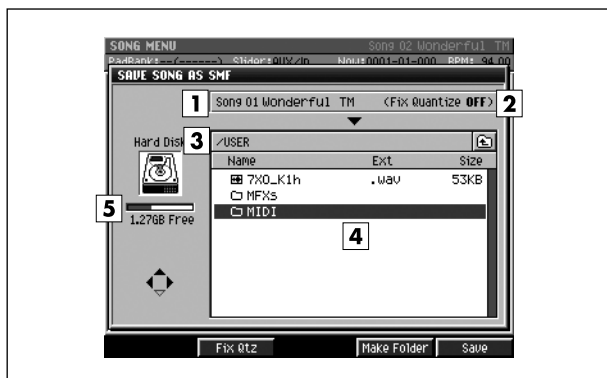 SONG MENU Song 02 Wonderful TM
PadBank:--(------) Slider:AUX/In Now:0001-01-000 BPM: 94.00
SAVE SONG AS SMF
1 Song 01 Wonderful TM (Fix Quantize OFF) 2
Hard Disk 3 /USER
Name Ext Size
7XO_K1h .wav 53KB
MFXs
MIDI
4
5
1.27GB Free
Fix Qtz Make Folder Save